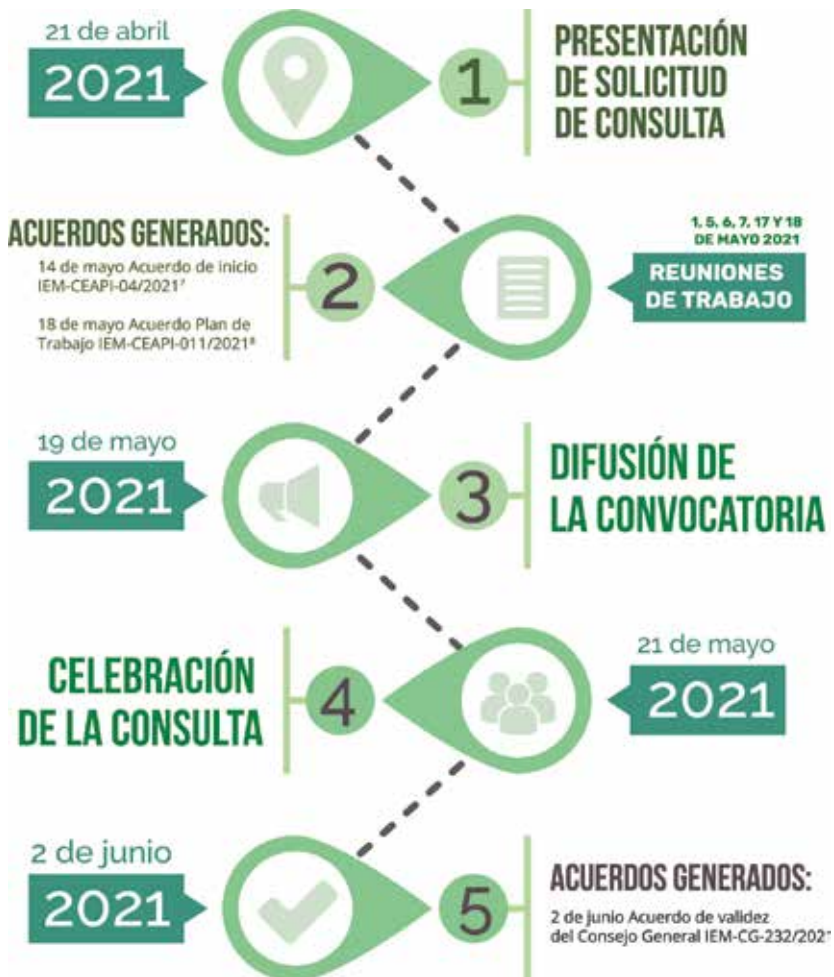 21 de abril
2021
1
PRESENTACIÓN
DE SOLICITUD
DE CONSULTA
ACUERDOS GENERADOS:
14 de mayo Acuerdo de inicio
IEM-CEAPI-04/2021⁷
18 de mayo Acuerdo Plan de
Trabajo IEM-CEAPI-011/2021⁸
2
1, 5, 6, 7, 17 Y 18
DE MAYO 2021
REUNIONES
DE TRABAJO
19 de mayo
2021
3
DIFUSIÓN DE
LA CONVOCATORIA
CELEBRACIÓN
DE LA CONSULTA
4
21 de mayo
2021
2 de junio
2021
5
ACUERDOS GENERADOS:
2 de junio Acuerdo de validez
del Consejo General IEM-CG-232/2021